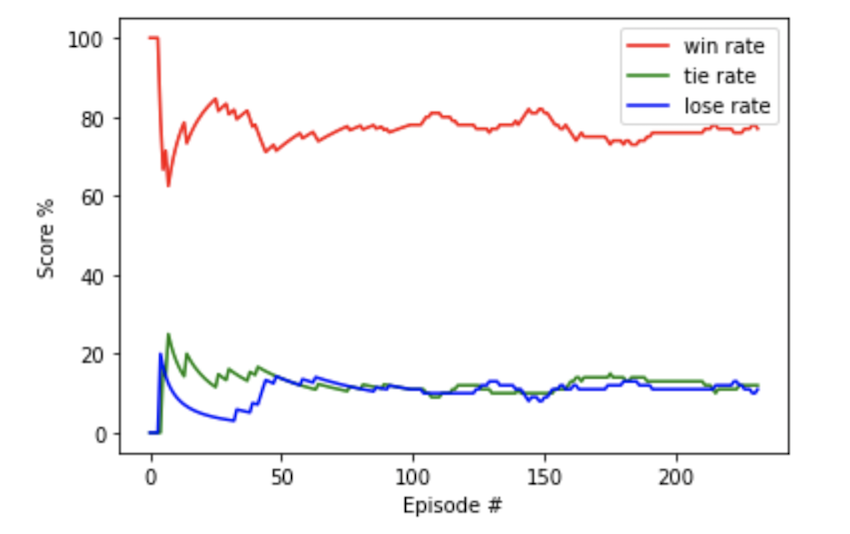 100
80
60
40
20
0
Score %
win rate
tie rate
lose rate
0 50 100 150 200
Episode #